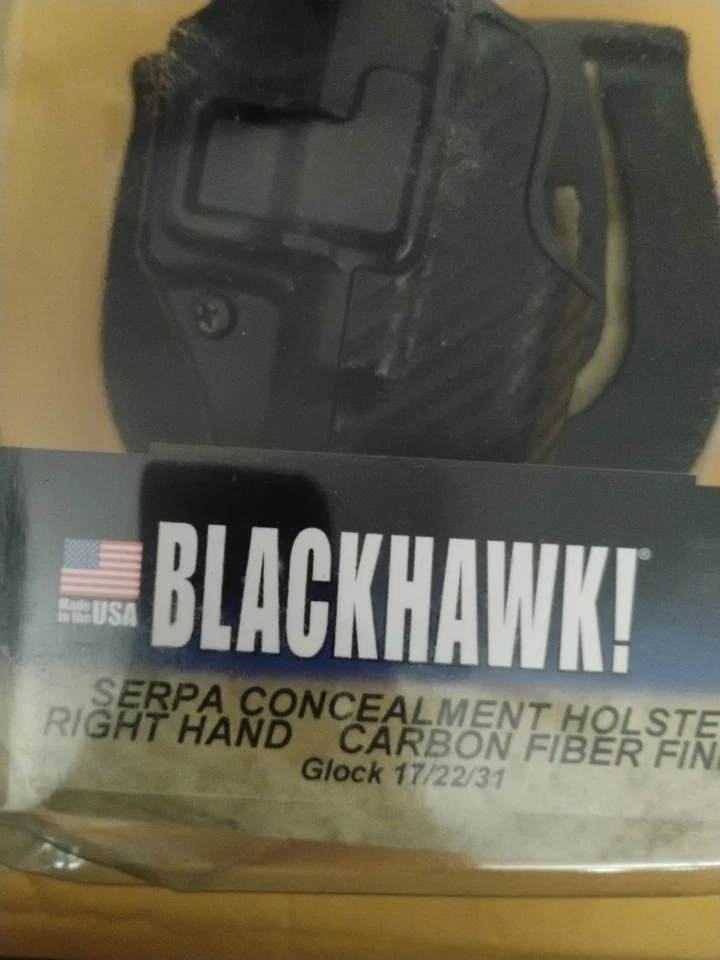 BLACKHAWK!®
Made
in the USA
SERPA CONCEALMENT HOLSTE
RIGHT HAND CARBON FIBER FINI
Glock 17/22/31